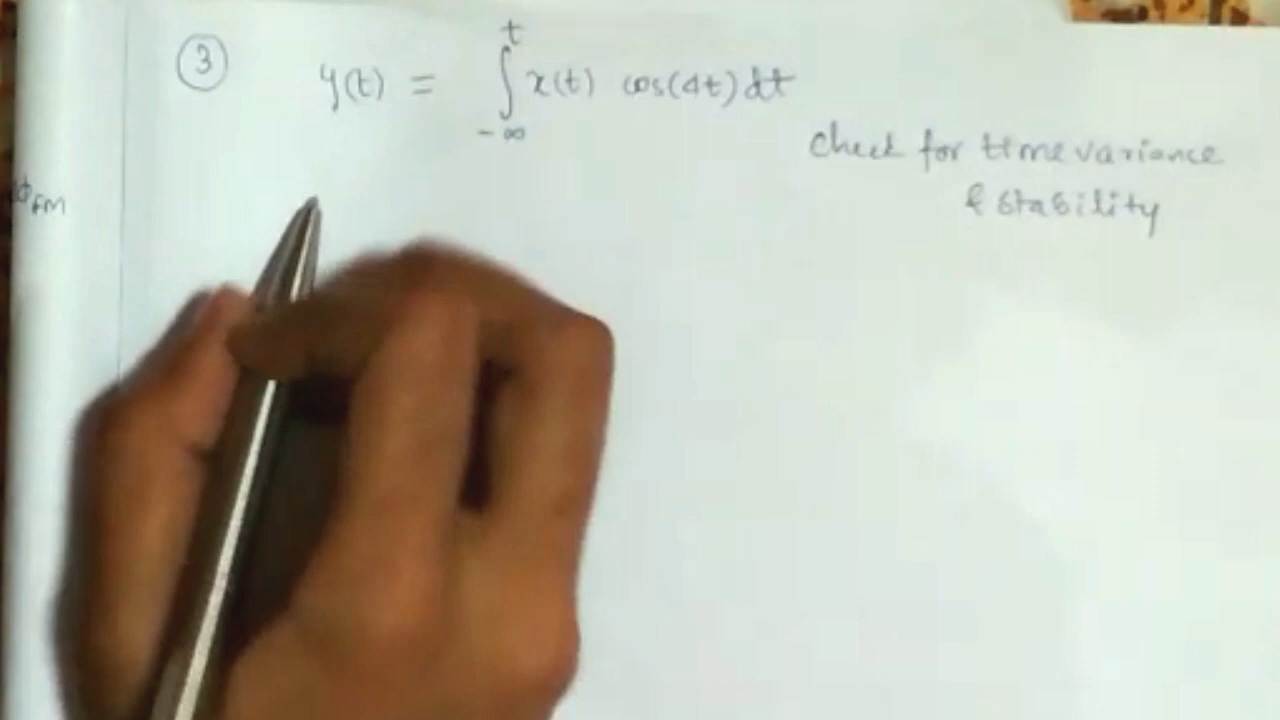 ③ y(t) = ∫_{-∞}^{t} x(t) cos(4t) dt
Check for time variance
& stability